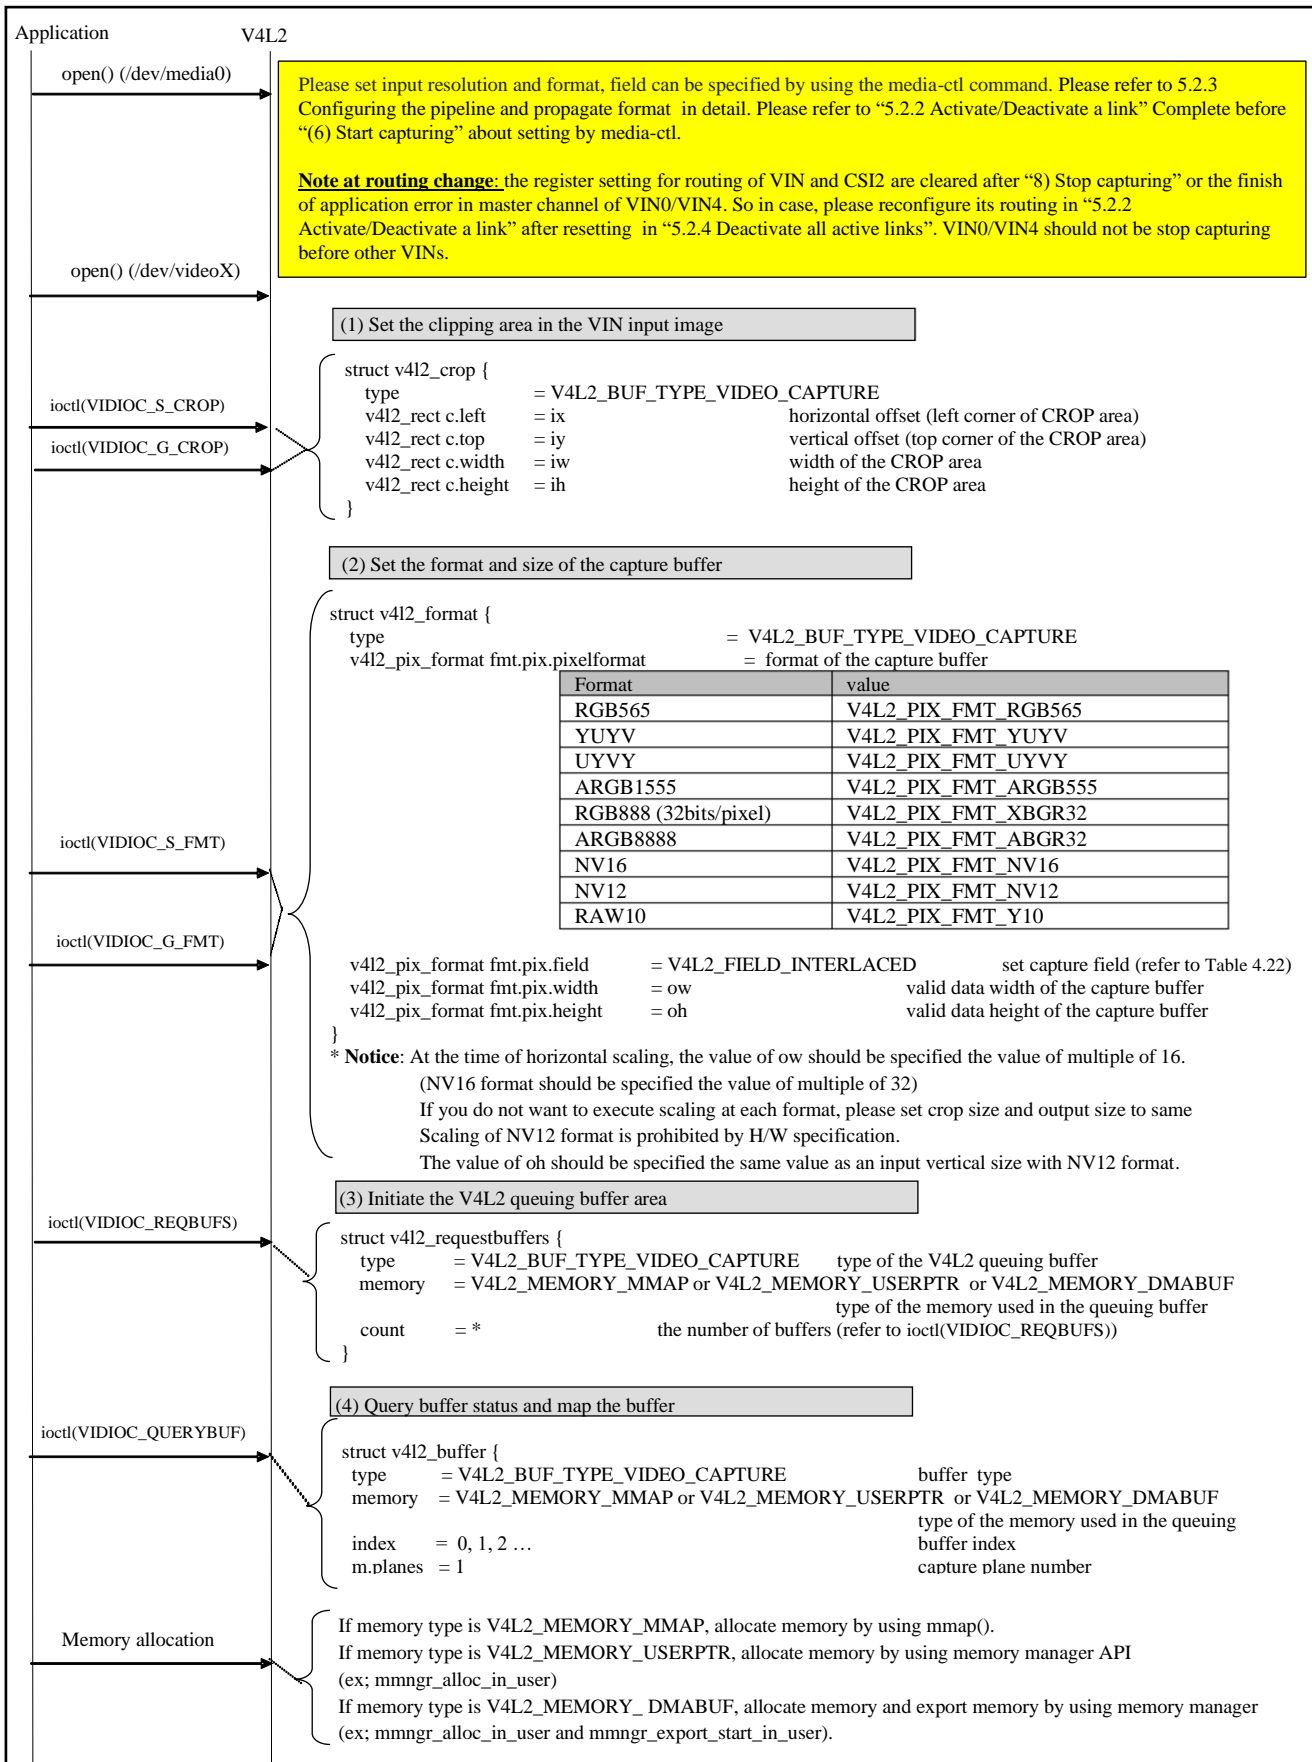 Application
V4L2
open() (/dev/media0)
Please set input resolution and format, field can be specified by using the media-ctl command. Please refer to 5.2.3
Configuring the pipeline and propagate format in detail. Please refer to “5.2.2 Activate/Deactivate a link” Complete before
“(6) Start capturing” about setting by media-ctl.
Note at routing change: the register setting for routing of VIN and CSI2 are cleared after “8) Stop capturing” or the finish
of application error in master channel of VIN0/VIN4. So in case, please reconfigure its routing in “5.2.2
Activate/Deactivate a link” after resetting in “5.2.4 Deactivate all active links”. VIN0/VIN4 should not be stop capturing
before other VINs.
open() (/dev/videoX)
(1) Set the clipping area in the VIN input image
struct v4l2_crop {
type = V4L2_BUF_TYPE_VIDEO_CAPTURE
ioctl(VIDIOC_S_CROP)
v4l2_rect c.left = ix horizontal offset (left corner of CROP area)
v4l2_rect c.top = iy vertical offset (top corner of the CROP area)
ioctl(VIDIOC_G_CROP)
v4l2_rect c.width = iw width of the CROP area
v4l2_rect c.height = ih height of the CROP area
}
(2) Set the format and size of the capture buffer
struct v4l2_format {
type = V4L2_BUF_TYPE_VIDEO_CAPTURE
v4l2_pix_format fmt.pix.pixelformat = format of the capture buffer
Format value
RGB565 V4L2_PIX_FMT_RGB565
YUYV V4L2_PIX_FMT_YUYV
UYVY V4L2_PIX_FMT_UYVY
ARGB1555 V4L2_PIX_FMT_ARGB555
RGB888 (32bits/pixel) V4L2_PIX_FMT_XBGR32
ARGB8888 V4L2_PIX_FMT_ABGR32
NV16 V4L2_PIX_FMT_NV16
NV12 V4L2_PIX_FMT_NV12
RAW10 V4L2_PIX_FMT_Y10
ioctl(VIDIOC_S_FMT)
ioctl(VIDIOC_G_FMT)
v4l2_pix_format fmt.pix.field = V4L2_FIELD_INTERLACED set capture field (refer to Table 4.22)
v4l2_pix_format fmt.pix.width = ow valid data width of the capture buffer
v4l2_pix_format fmt.pix.height = oh valid data height of the capture buffer
}
* Notice: At the time of horizontal scaling, the value of ow should be specified the value of multiple of 16.
(NV16 format should be specified the value of multiple of 32)
If you do not want to execute scaling at each format, please set crop size and output size to same
Scaling of NV12 format is prohibited by H/W specification.
The value of oh should be specified the same value as an input vertical size with NV12 format.
(3) Initiate the V4L2 queuing buffer area
ioctl(VIDIOC_REQBUFS)
struct v4l2_requestbuffers {
type = V4L2_BUF_TYPE_VIDEO_CAPTURE type of the V4L2 queuing buffer
memory = V4L2_MEMORY_MMAP or V4L2_MEMORY_USERPTR or V4L2_MEMORY_DMABUF
type of the memory used in the queuing buffer
count = * the number of buffers (refer to ioctl(VIDIOC_REQBUFS))
}
(4) Query buffer status and map the buffer
ioctl(VIDIOC_QUERYBUF)
struct v4l2_buffer {
type = V4L2_BUF_TYPE_VIDEO_CAPTURE buffer type
memory = V4L2_MEMORY_MMAP or V4L2_MEMORY_USERPTR or V4L2_MEMORY_DMABUF
type of the memory used in the queuing
index = 0, 1, 2 … buffer index
m.planes = 1 capture plane number
Memory allocation
If memory type is V4L2_MEMORY_MMAP, allocate memory by using mmap().
If memory type is V4L2_MEMORY_USERPTR, allocate memory by using memory manager API
(ex; mmngr_alloc_in_user)
If memory type is V4L2_MEMORY_ DMABUF, allocate memory and export memory by using memory manager
(ex; mmngr_alloc_in_user and mmngr_export_start_in_user).